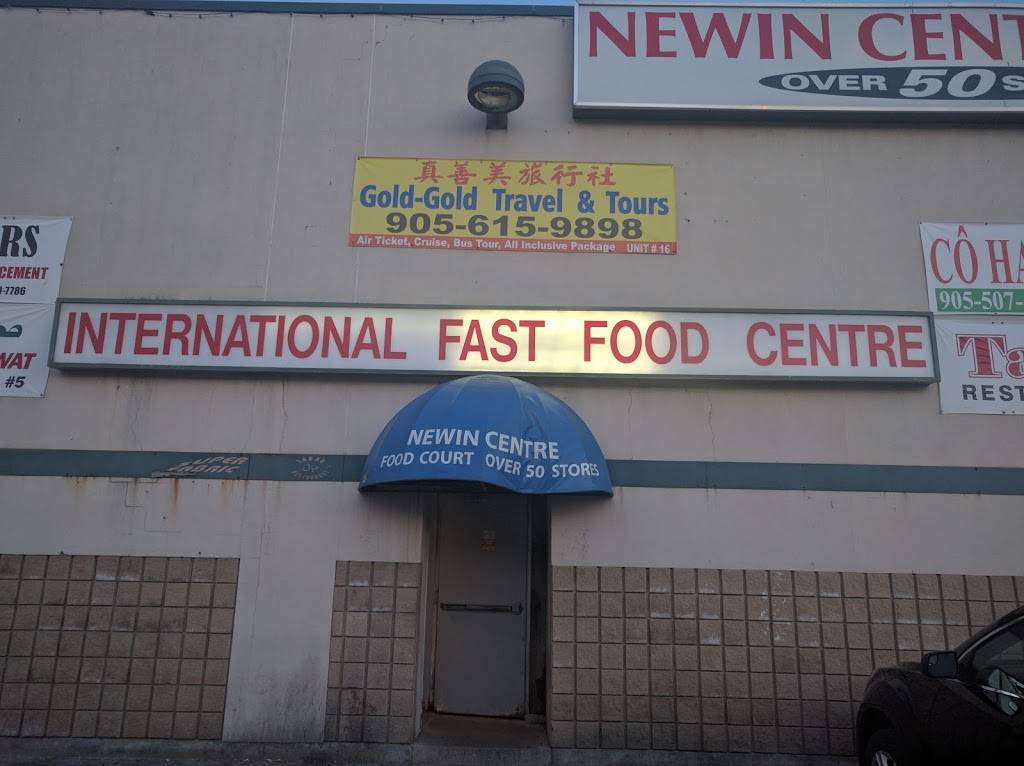 NEWIN CENT
OVER 50 S
真善美旅行社
Gold-Gold Travel & Tours
905-615-9898
Air Ticket, Cruise, Bus Tour, All Inclusive Package UNIT # 16
RS
CEMENT
-7786
WAT
#5
CÔ HA
905-507-
Ta
REST
INTERNATIONAL FAST FOOD CENTRE
NEWIN CENTRE
FOOD COURT OVER 50 STORES